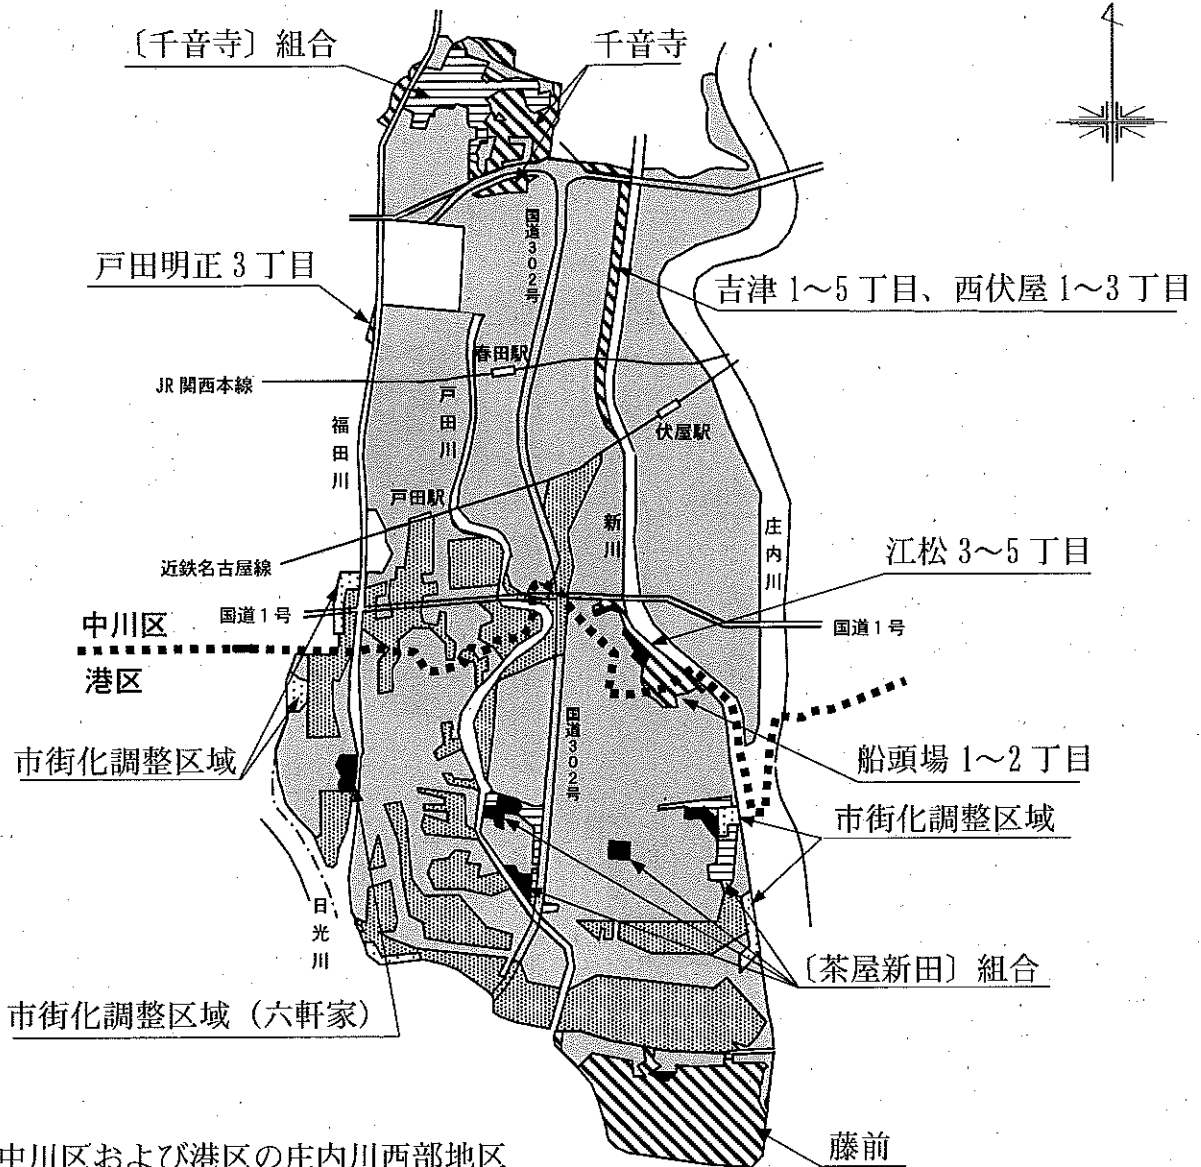 〔千音寺〕組合
千音寺
国道302号
戸田明正3丁目
吉津1～5丁目、西伏屋1～3丁目
春田駅
JR関西本線
戸田川
福田川
伏屋駅
戸田駅
新川
庄内川
江松3～5丁目
近鉄名古屋線
国道1号
国道1号
中川区
港区
国道302号
市街化調整区域
船頭場1～2丁目
市街化調整区域
日光川
〔茶屋新田〕組合
市街化調整区域（六軒家）
藤前
中川区および港区の庄内川西部地区